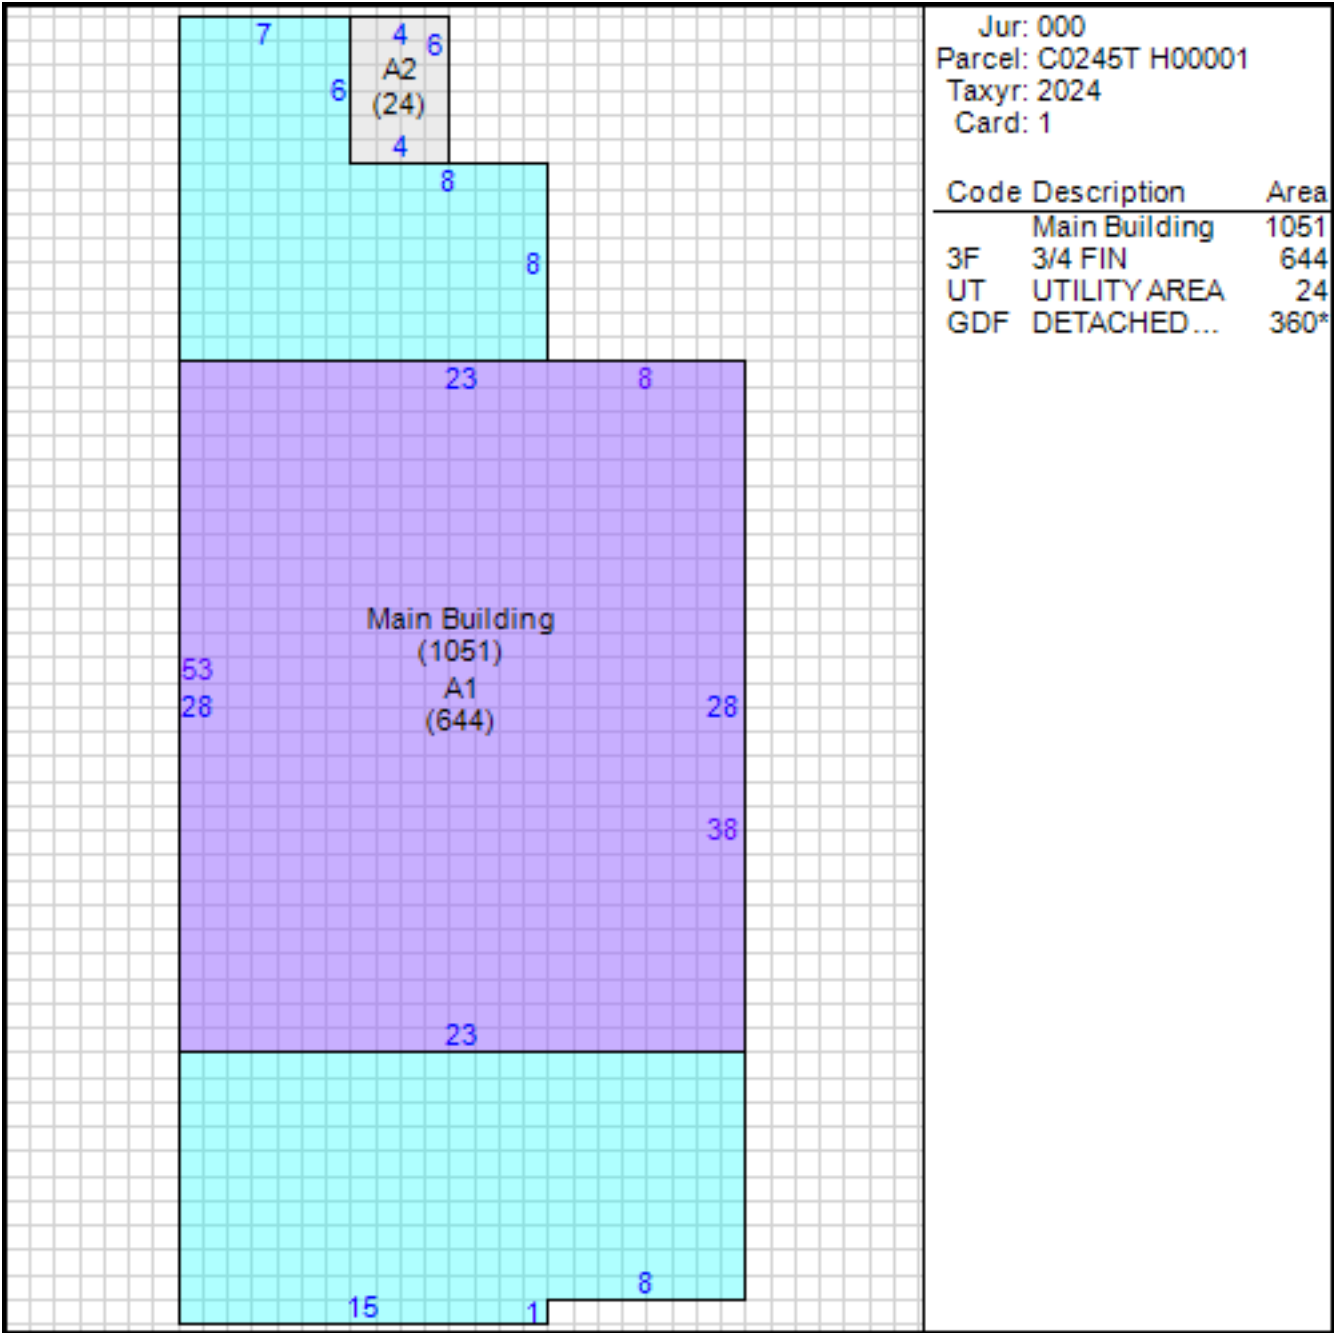 7
4
6
A2
(24)
6
4
8
8
23
8
Main Building
(1051)
53
A1
28
(644)
28
38
23
8
15
1
Jur: 000
Parcel: C0245T H00001
Taxyr: 2024
Card: 1
Code Description Area
Main Building 1051
3F 3/4 FIN 644
UT UTILITY AREA 24
GDF DETACHED... 360*